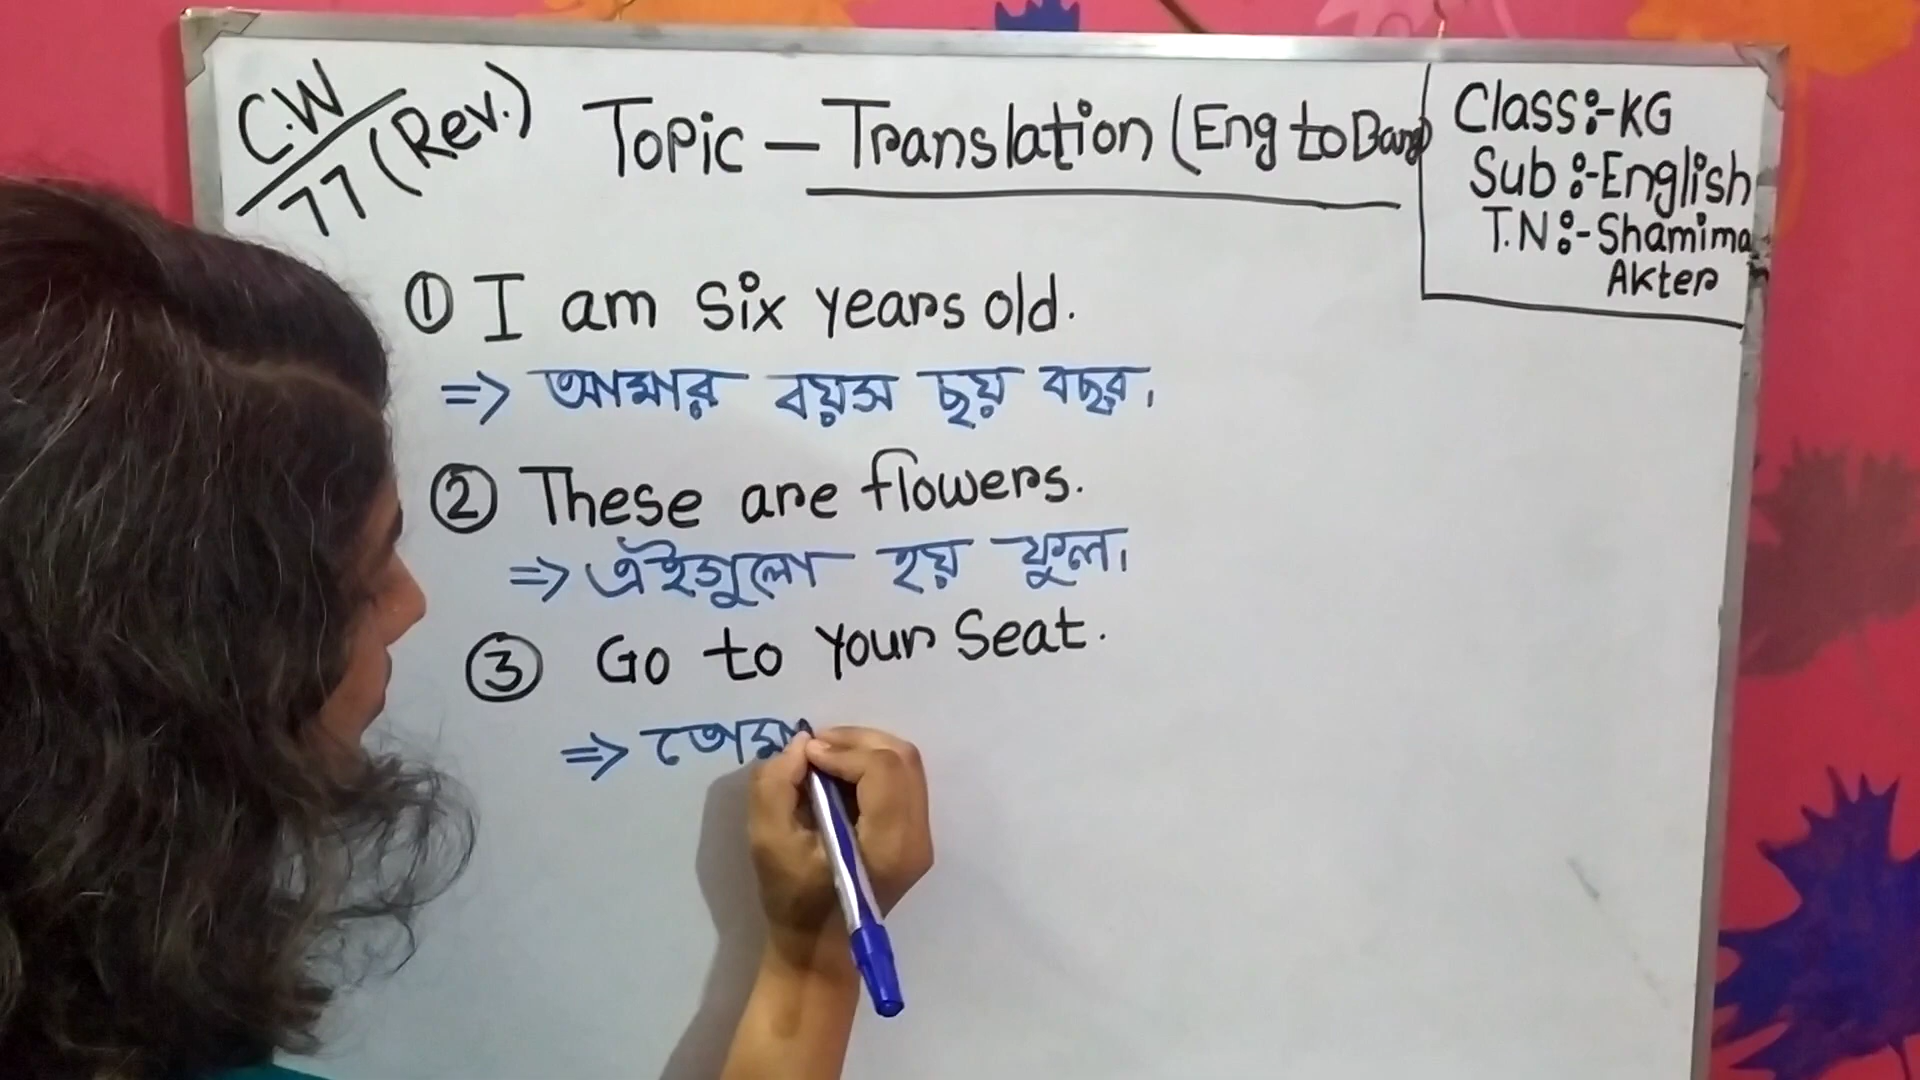 C.W/77 (Rev.)
Topic – Translation (Eng to Bang)
Class:-KG
Sub:-English
T.N:-Shamima
Akter
① I am Six years old.
=> আমার বয়স ছয় বছর।
② These are flowers.
=> এইগুলো হয় ফুল।
③ Go to Your Seat.
=> তোমা